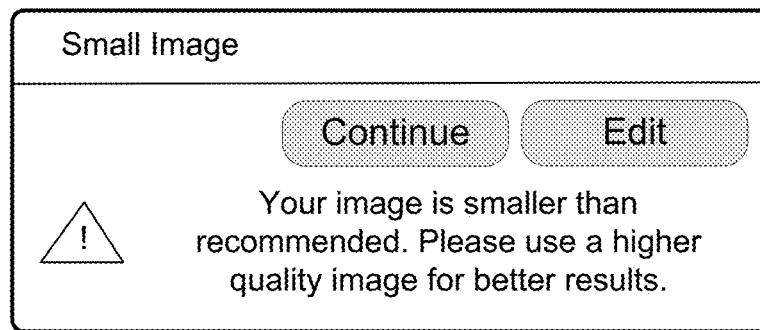 Small Image
Continue Edit
!
Your image is smaller than
recommended. Please use a higher
quality image for better results.